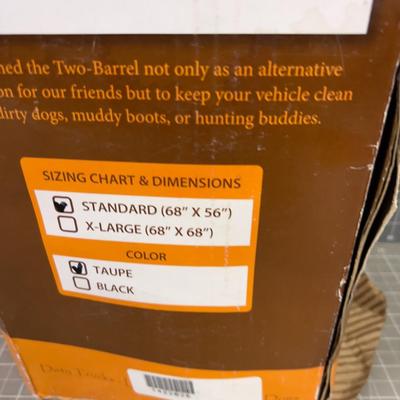 ned the Two-Barrel not only as an alternative
on for our friends but to keep your vehicle clean
dirty dogs, muddy boots, or hunting buddies.
SIZING CHART & DIMENSIONS
STANDARD (68" X 56")
X-LARGE (68" X 68")
COLOR
TAUPE
BLACK
Dirty